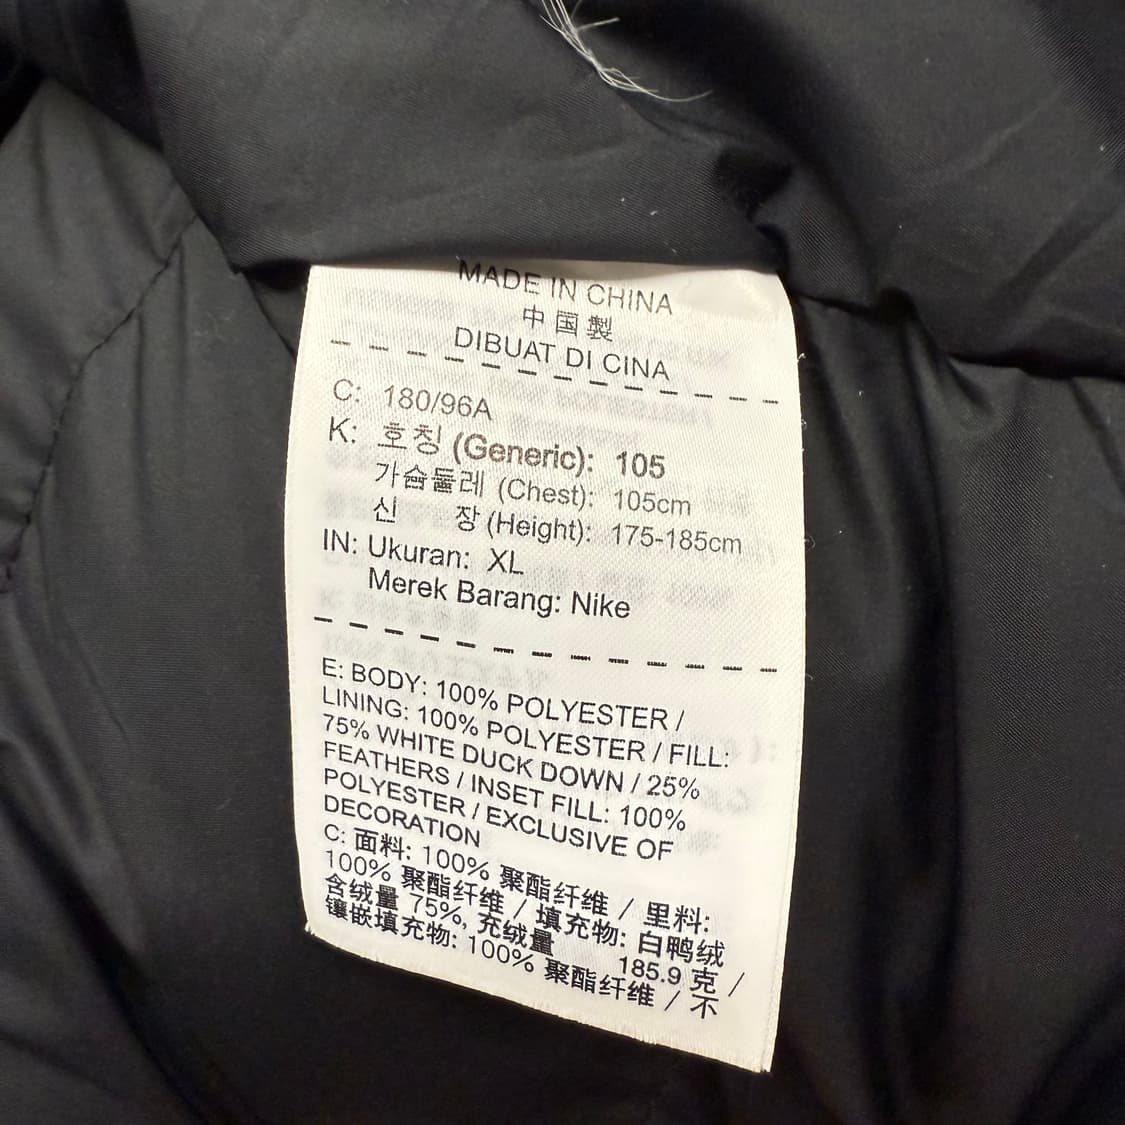 MADE IN CHINA
中国製
DIBUAT DI CINA
C: 180/96A
K: 호칭 (Generic): 105
가슴둘레 (Chest): 105cm
신 장 (Height): 175-185cm
IN: Ukuran: XL
Merek Barang: Nike
E: BODY: 100% POLYESTER /
LINING: 100% POLYESTER / FILL:
75% WHITE DUCK DOWN / 25%
FEATHERS / INSET FILL: 100%
POLYESTER / EXCLUSIVE OF
DECORATION
C: 面料: 100% 聚酯纤维 / 里料:
100% 聚酯纤维 / 填充物: 白鸭绒
含绒量 75%, 充绒量 185.9 克 /
镶嵌填充物: 100% 聚酯纤维 / 不